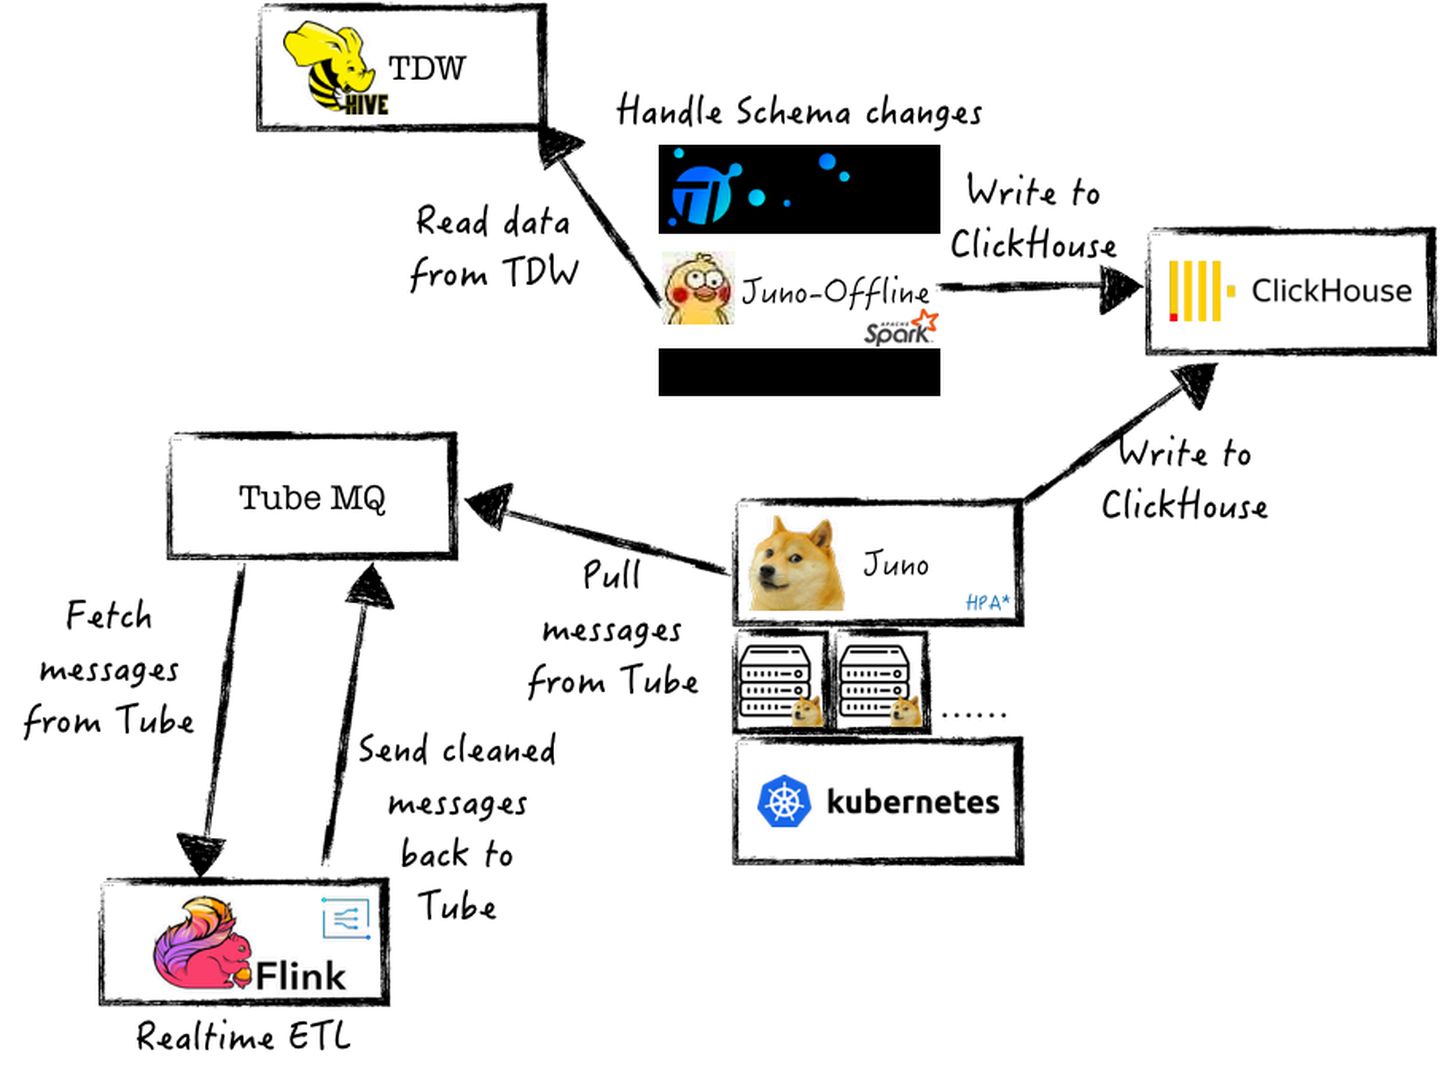 HIVE
TDW
Handle Schema changes
TI
Read data
from TDW
Write to
ClickHouse
Juno-Offline
APACHE
Spark
ClickHouse
Tube MQ
Write to
ClickHouse
Juno
HPA*
Pull
messages
from Tube
Fetch
messages
from Tube
......
Send cleaned
messages
back to
Tube
kubernetes
Flink
Realtime ETL